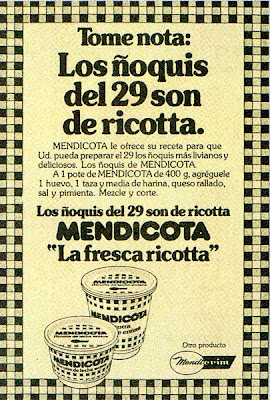 Tome nota:
Los ñoquis
del 29 son
de ricotta.
MENDICOTA le ofrece su receta para que
Ud. pueda preparar el 29 los ñoquis más livianos y
deliciosos. Los ñoquis de MENDICOTA.
A 1 pote de MENDICOTA de 400 g, agréguele
1 huevo, 1 taza y media de harina, queso rallado,
sal y pimienta. Mezcle y corte.
Los ñoquis del 29 son de ricotta
MENDICOTA
"La fresca ricotta"
MENDICOTA
MENDICOTA
MENDICOTA
MENDICOTA
Otro producto
Mendicrim